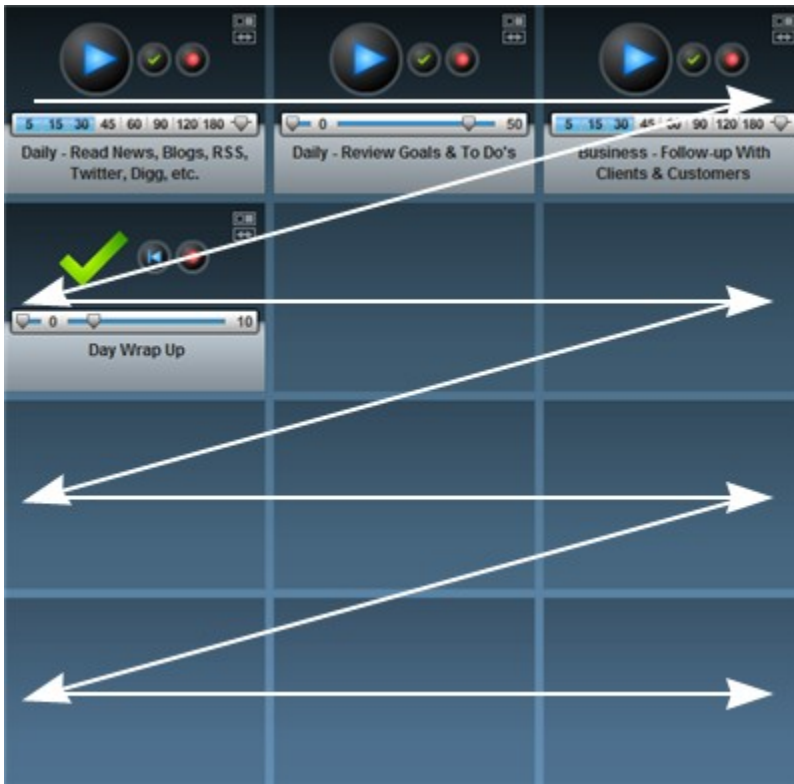 5 15 30 45 60 90 120 180
Daily - Read News, Blogs, RSS,
Twitter, Digg, etc.
0 50
Daily - Review Goals & To Do's
5 15 30 45 60 90 120 180
Business - Follow-up With
Clients & Customers
0 10
Day Wrap Up